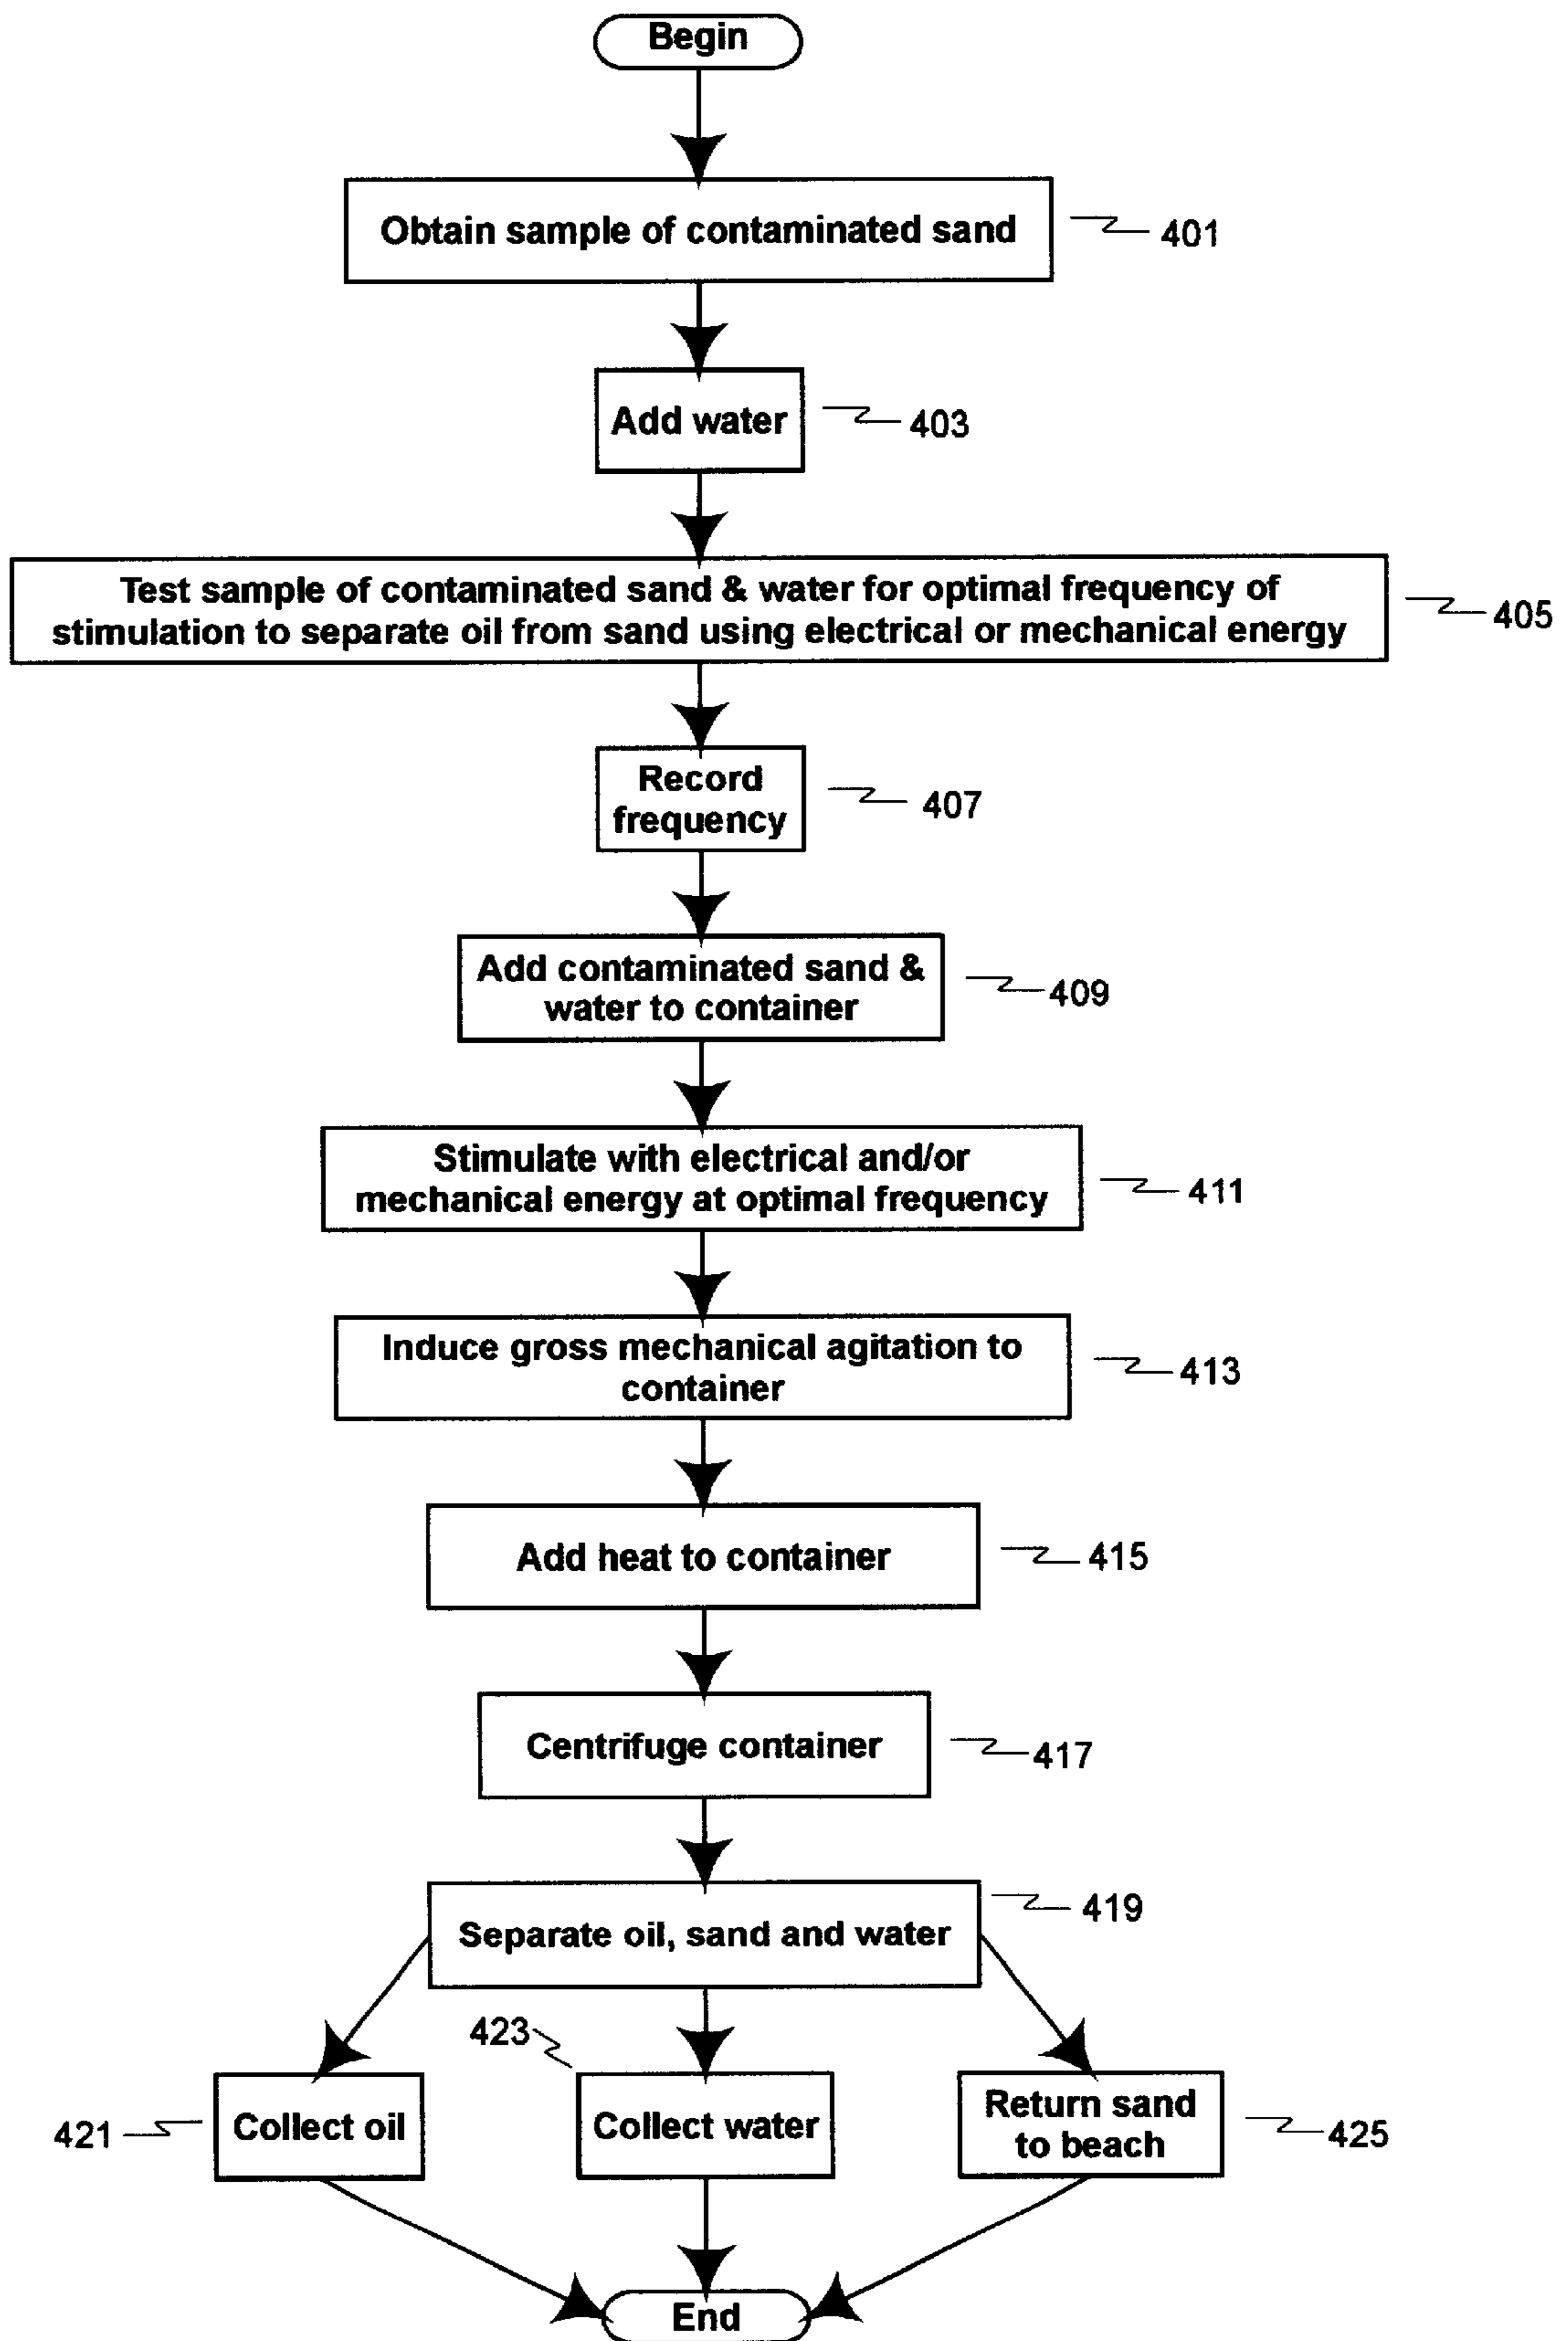 Begin
Obtain sample of contaminated sand
401
Add water
403
Test sample of contaminated sand & water for optimal frequency of
stimulation to separate oil from sand using electrical or mechanical energy
405
Record
frequency
407
Add contaminated sand &
water to container
409
Stimulate with electrical and/or
mechanical energy at optimal frequency
411
Induce gross mechanical agitation to
container
413
Add heat to container
415
Centrifuge container
417
Separate oil, sand and water
419
421
Collect oil
423
Collect water
Return sand
to beach
425
End